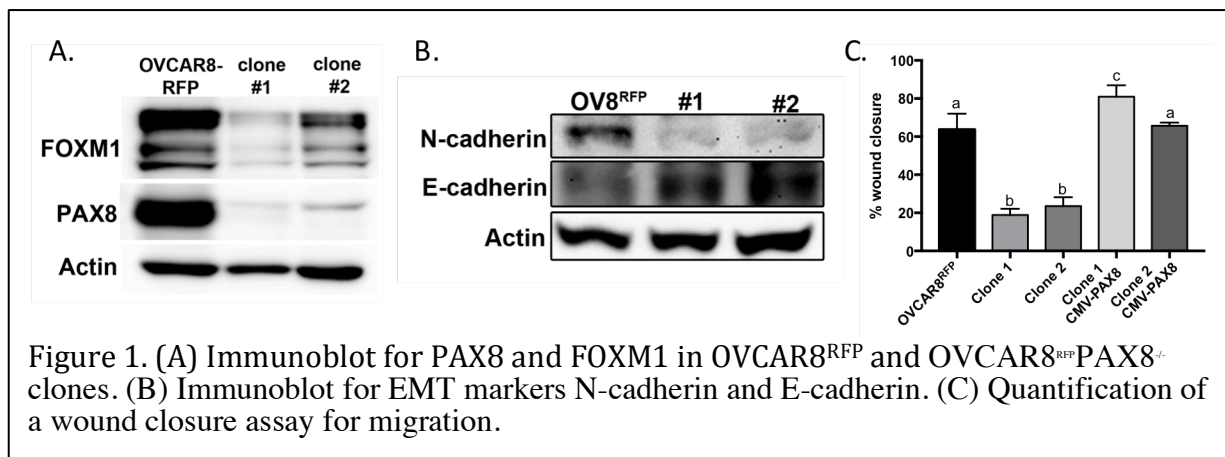 A.
OVCAR8-
RFP
clone
#1
clone
#2
FOXM1
PAX8
Actin
B.
OV8RFP #1 #2
N-cadherin
E-cadherin
Actin
C.
% wound closure
100
80
60
40
20
0
a
b
b
c
a
OVCAR8RFP
Clone 1
Clone 2
Clone 1
CMV-PAX8
Clone 2
CMV-PAX8
Figure 1. (A) Immunoblot for PAX8 and FOXM1 in OVCAR8RFP and OVCAR8RFPPAX8-/-
clones. (B) Immunoblot for EMT markers N-cadherin and E-cadherin. (C) Quantification of
a wound closure assay for migration.